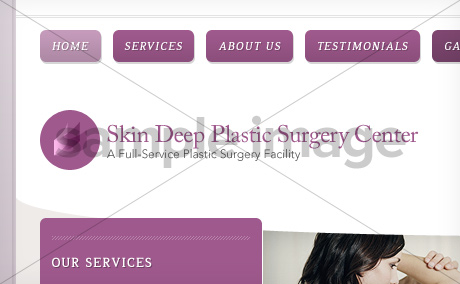 HOME SERVICES ABOUT US TESTIMONIALS GA
Sample image
Skin Deep Plastic Surgery Center
A Full-Service Plastic Surgery Facility
OUR SERVICES